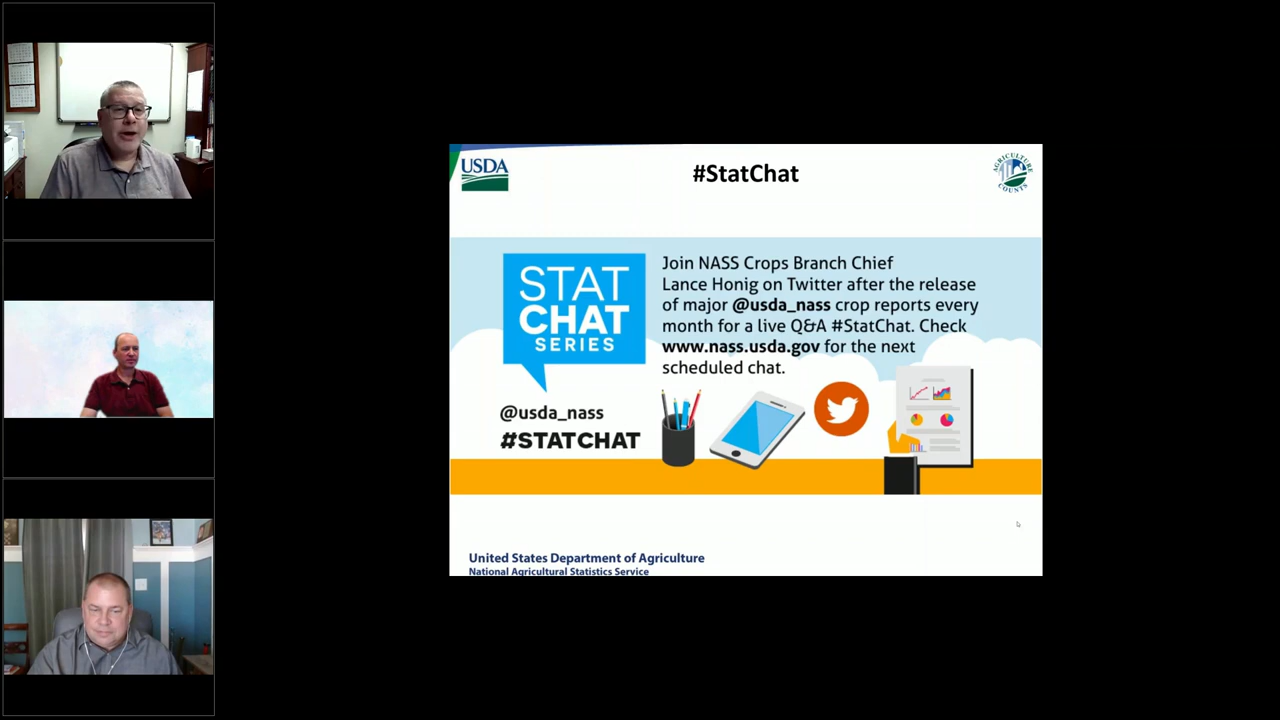 USDA
#StatChat
AGRICULTURE
COUNTS
STAT
CHAT
SERIES
Join NASS Crops Branch Chief
Lance Honig on Twitter after the release
of major @usda_nass crop reports every
month for a live Q&A #StatChat. Check
www.nass.usda.gov for the next
scheduled chat.
@usda_nass
#STATCHAT
United States Department of Agriculture
National Agricultural Statistics Service